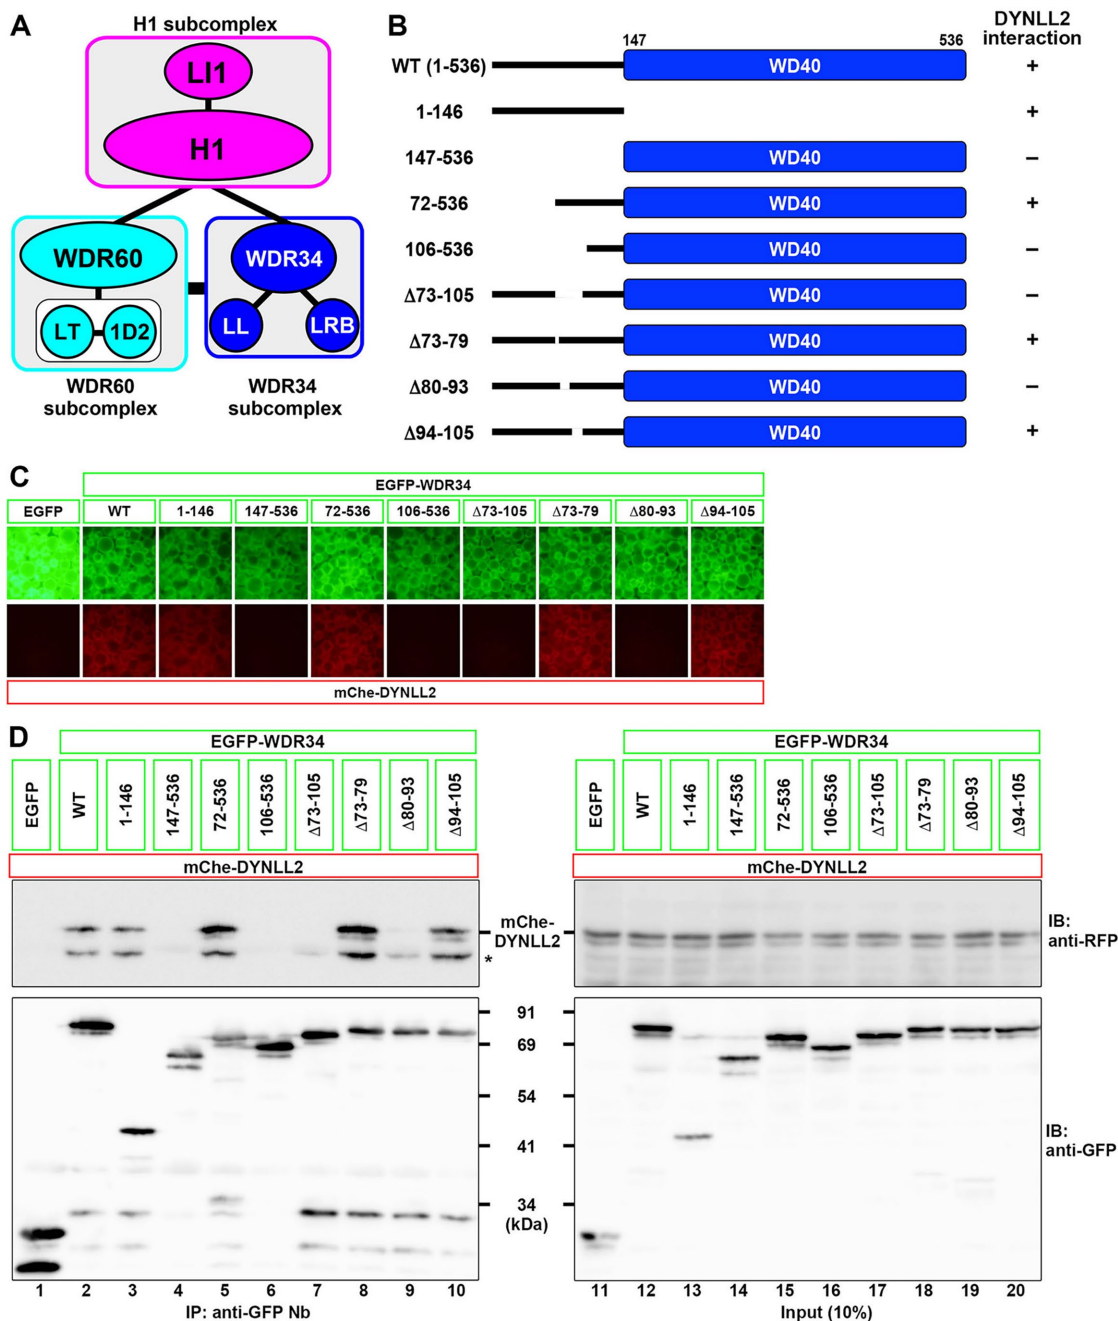 A
H1 subcomplex
LI1
H1
WDR60
LT
1D2
WDR34
LL
LRB
WDR60
subcomplex
WDR34
subcomplex
B
DYNLL2
interaction
147
536
WT (1-536)
WD40
+
1-146
+
147-536
WD40
–
72-536
WD40
+
106-536
WD40
–
Δ73-105
WD40
–
Δ73-79
WD40
+
Δ80-93
WD40
–
Δ94-105
WD40
+
C
EGFP-WDR34
EGFP
WT
1-146
147-536
72-536
106-536
Δ73-105
Δ73-79
Δ80-93
Δ94-105
mChe-DYNLL2
D
EGFP-WDR34
EGFP
WT
1-146
147-536
72-536
106-536
Δ73-105
Δ73-79
Δ80-93
Δ94-105
mChe-DYNLL2
mChe-
DYNLL2
*
91
69
54
41
34
(kDa)
1 2 3 4 5 6 7 8 9 10
IP: anti-GFP Nb
EGFP-WDR34
EGFP
WT
1-146
147-536
72-536
106-536
Δ73-105
Δ73-79
Δ80-93
Δ94-105
mChe-DYNLL2
IB:
anti-RFP
IB:
anti-GFP
11 12 13 14 15 16 17 18 19 20
Input (10%)